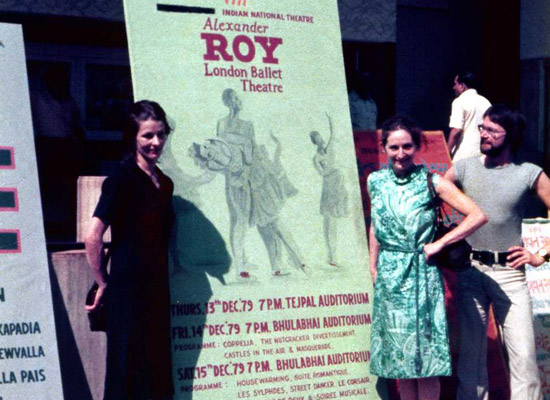 INDIAN NATIONAL THEATRE
Alexander
ROY
London Ballet
Theatre
THURS. 13TH DEC.'79 7 P.M. TEJPAL AUDITORIUM
FRI. 14TH DEC.'79 7 P.M. BHULABHAI AUDITORIUM
PROGRAMME : COPPELIA, THE NUTCRACKER DIVERTISSEMENT,
CASTLES IN THE AIR & MASQUERADE.
SAT. 15TH DEC.'79 7 P.M. BHULABHAI AUDITORIUM
PROGRAMME : HOUSEWARMING, SUITE ROMANTIQUE,
LES SYLPHIDES, STREET DANCER, LE CORSAIR
& SOIREE MUSICALE.
KAPADIA
PAIS